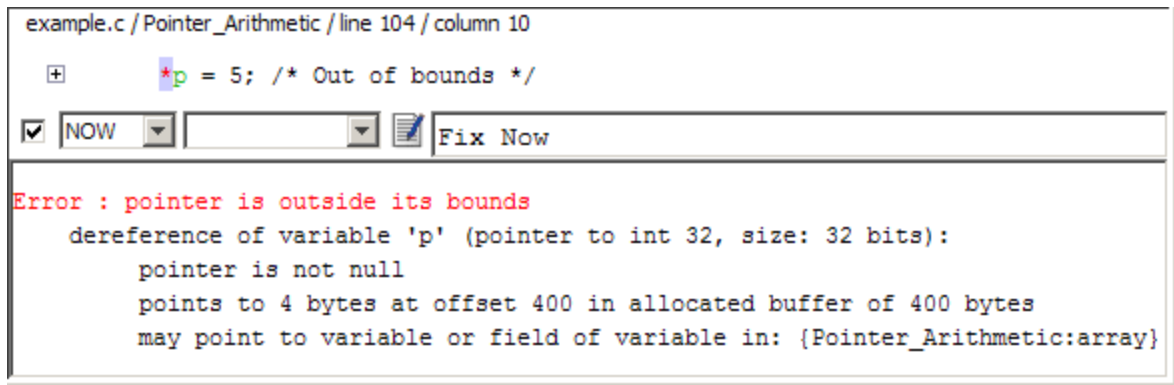 example.c / Pointer_Arithmetic / line 104 / column 10
*p = 5; /* Out of bounds */
NOW Fix Now
Error : pointer is outside its bounds
dereference of variable 'p' (pointer to int 32, size: 32 bits):
pointer is not null
points to 4 bytes at offset 400 in allocated buffer of 400 bytes
may point to variable or field of variable in: {Pointer_Arithmetic:array}